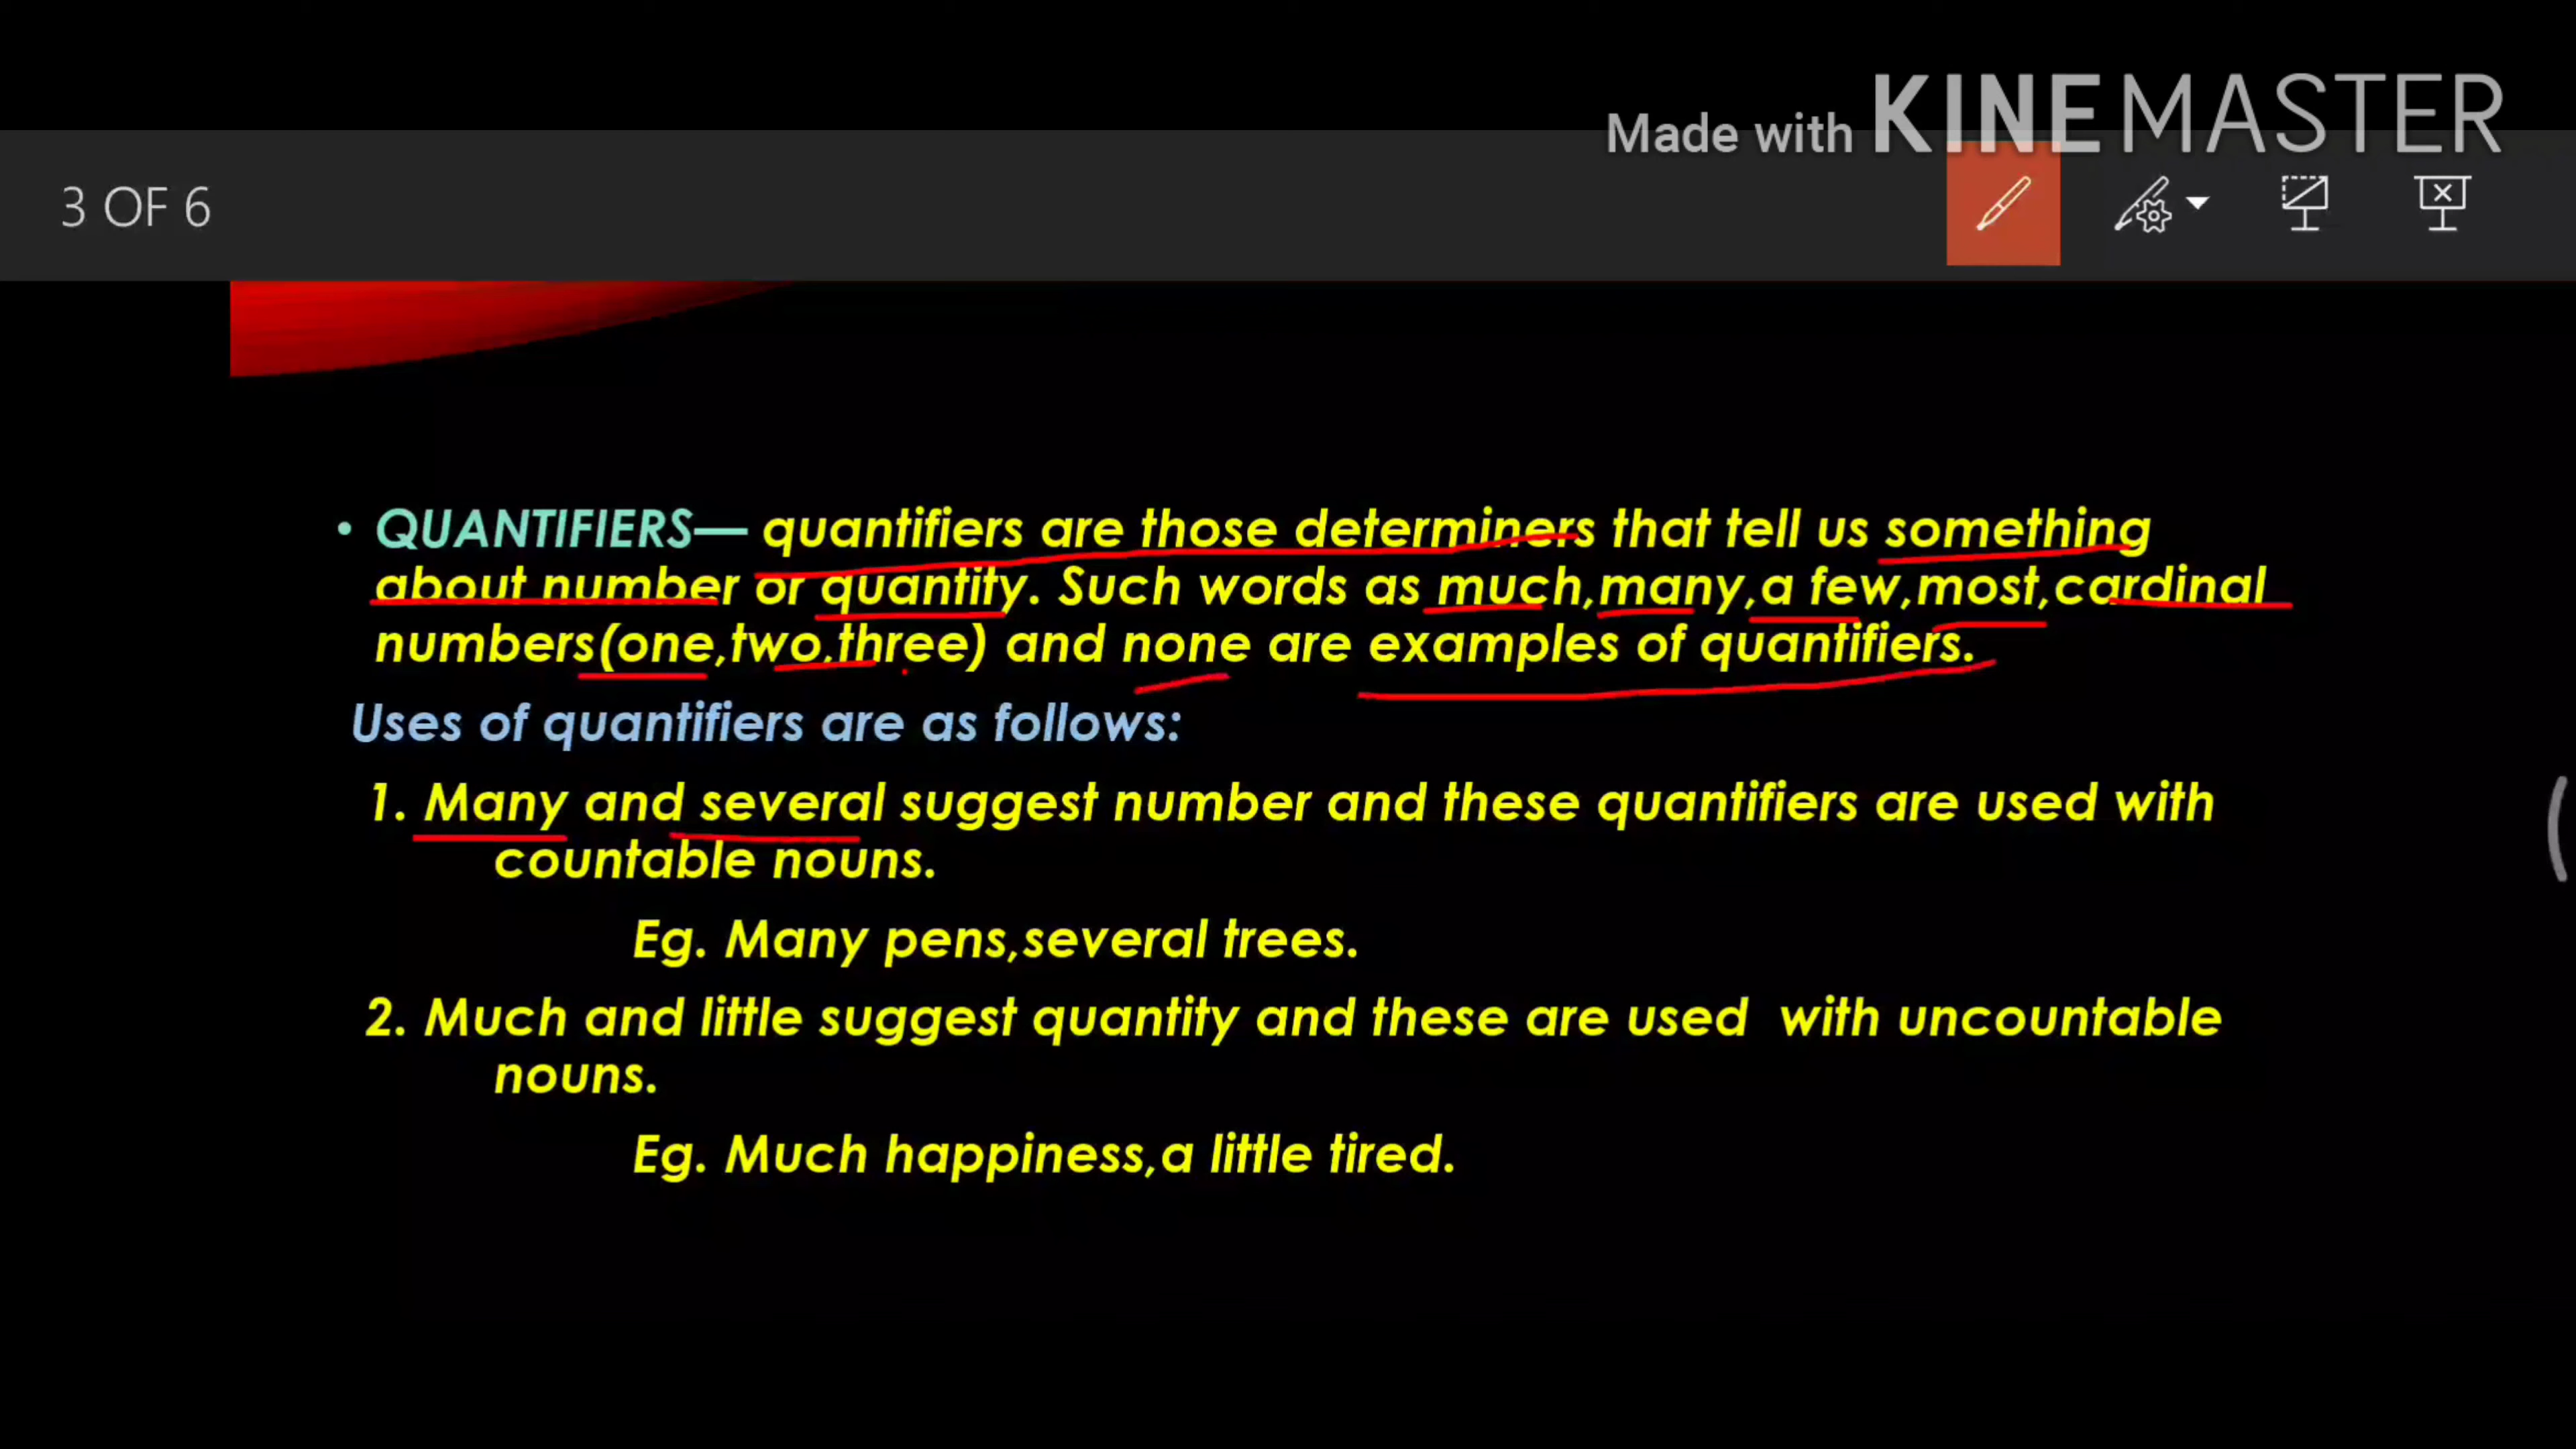 Made with KINEMASTER
3 OF 6
• QUANTIFIERS— quantifiers are those determiners that tell us something
about number or quantity. Such words as much,many,a few,most,cardinal
numbers(one,two,three) and none are examples of quantifiers.
Uses of quantifiers are as follows:
1. Many and several suggest number and these quantifiers are used with
countable nouns.
Eg. Many pens,several trees.
2. Much and little suggest quantity and these are used with uncountable
nouns.
Eg. Much happiness,a little tired.